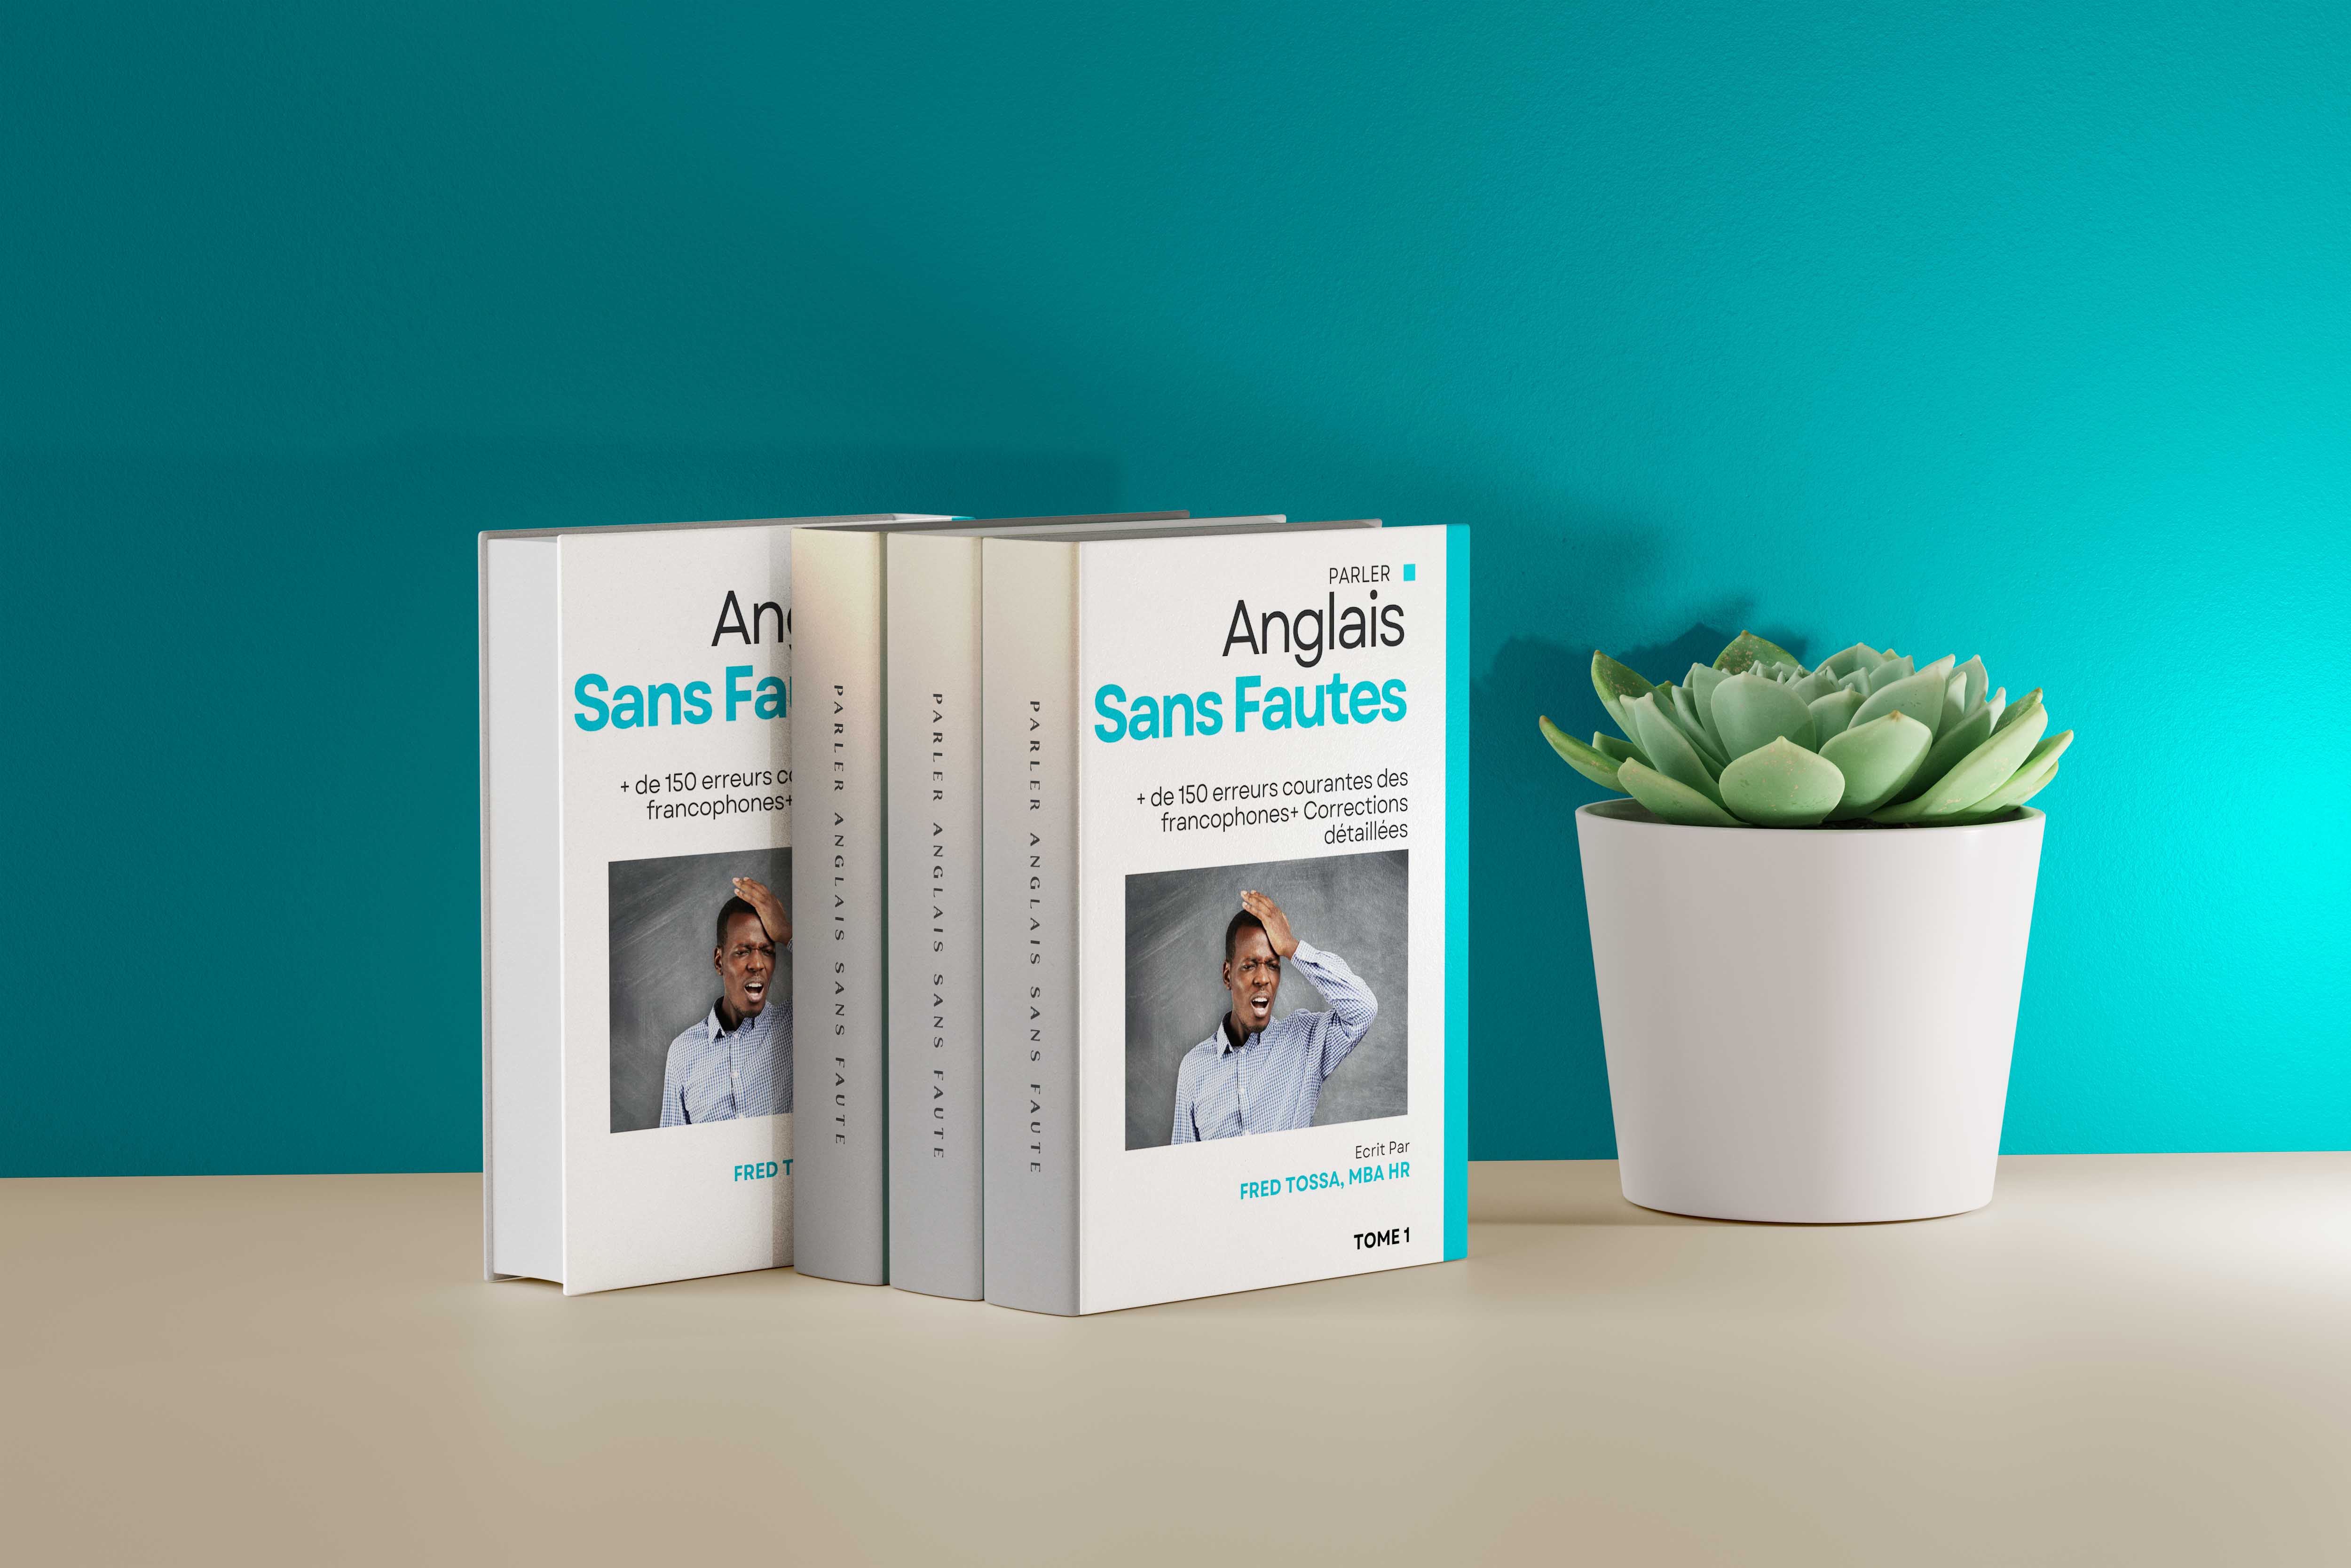 Ang
Sans Fau
+ de 150 erreurs co
francophones+
FRED T
PARLER ANGLAIS SANS FAUTE
PARLER ANGLAIS SANS FAUTE
PARLER ANGLAIS SANS FAUTE
PARLER
Anglais
Sans Fautes
+ de 150 erreurs courantes des
francophones+ Corrections
détaillées
Ecrit Par
FRED TOSSA, MBA HR
TOME 1